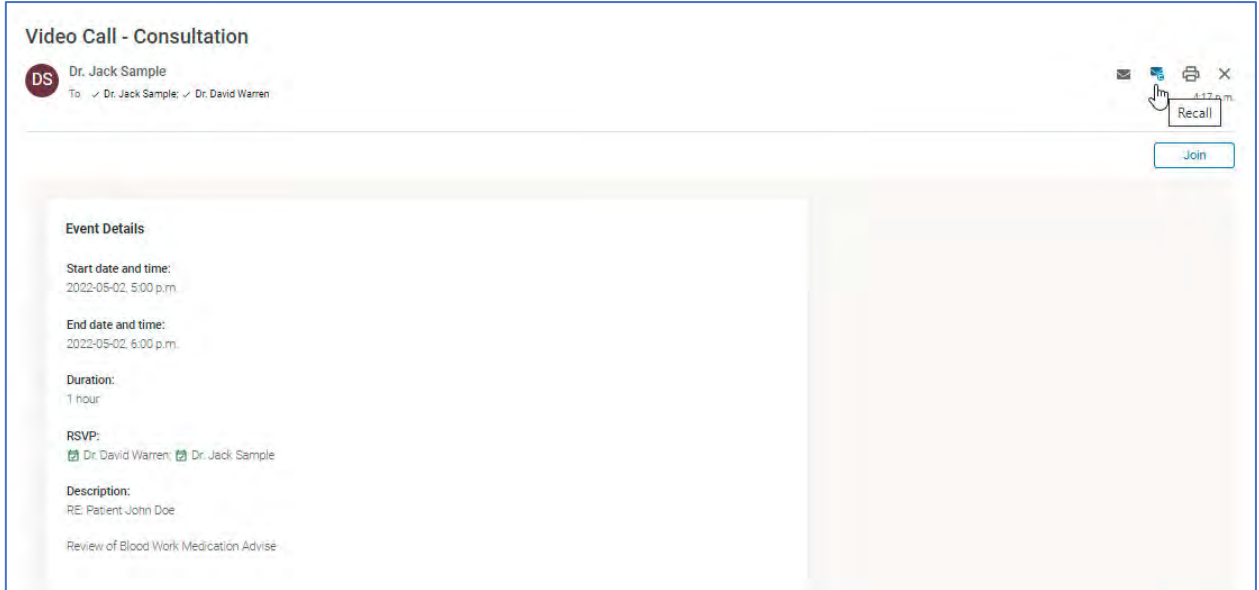 Video Call - Consultation
DS
Dr. Jack Sample
To ✓ Dr. Jack Sample; ✓ Dr. David Warren
4:17 p.m.
Recall
Join
Event Details
Start date and time:
2022-05-02, 5:00 p.m.
End date and time:
2022-05-02, 6:00 p.m.
Duration:
1 hour
RSVP:
Dr. David Warren; Dr. Jack Sample
Description:
RE: Patient John Doe
Review of Blood Work Medication Advise